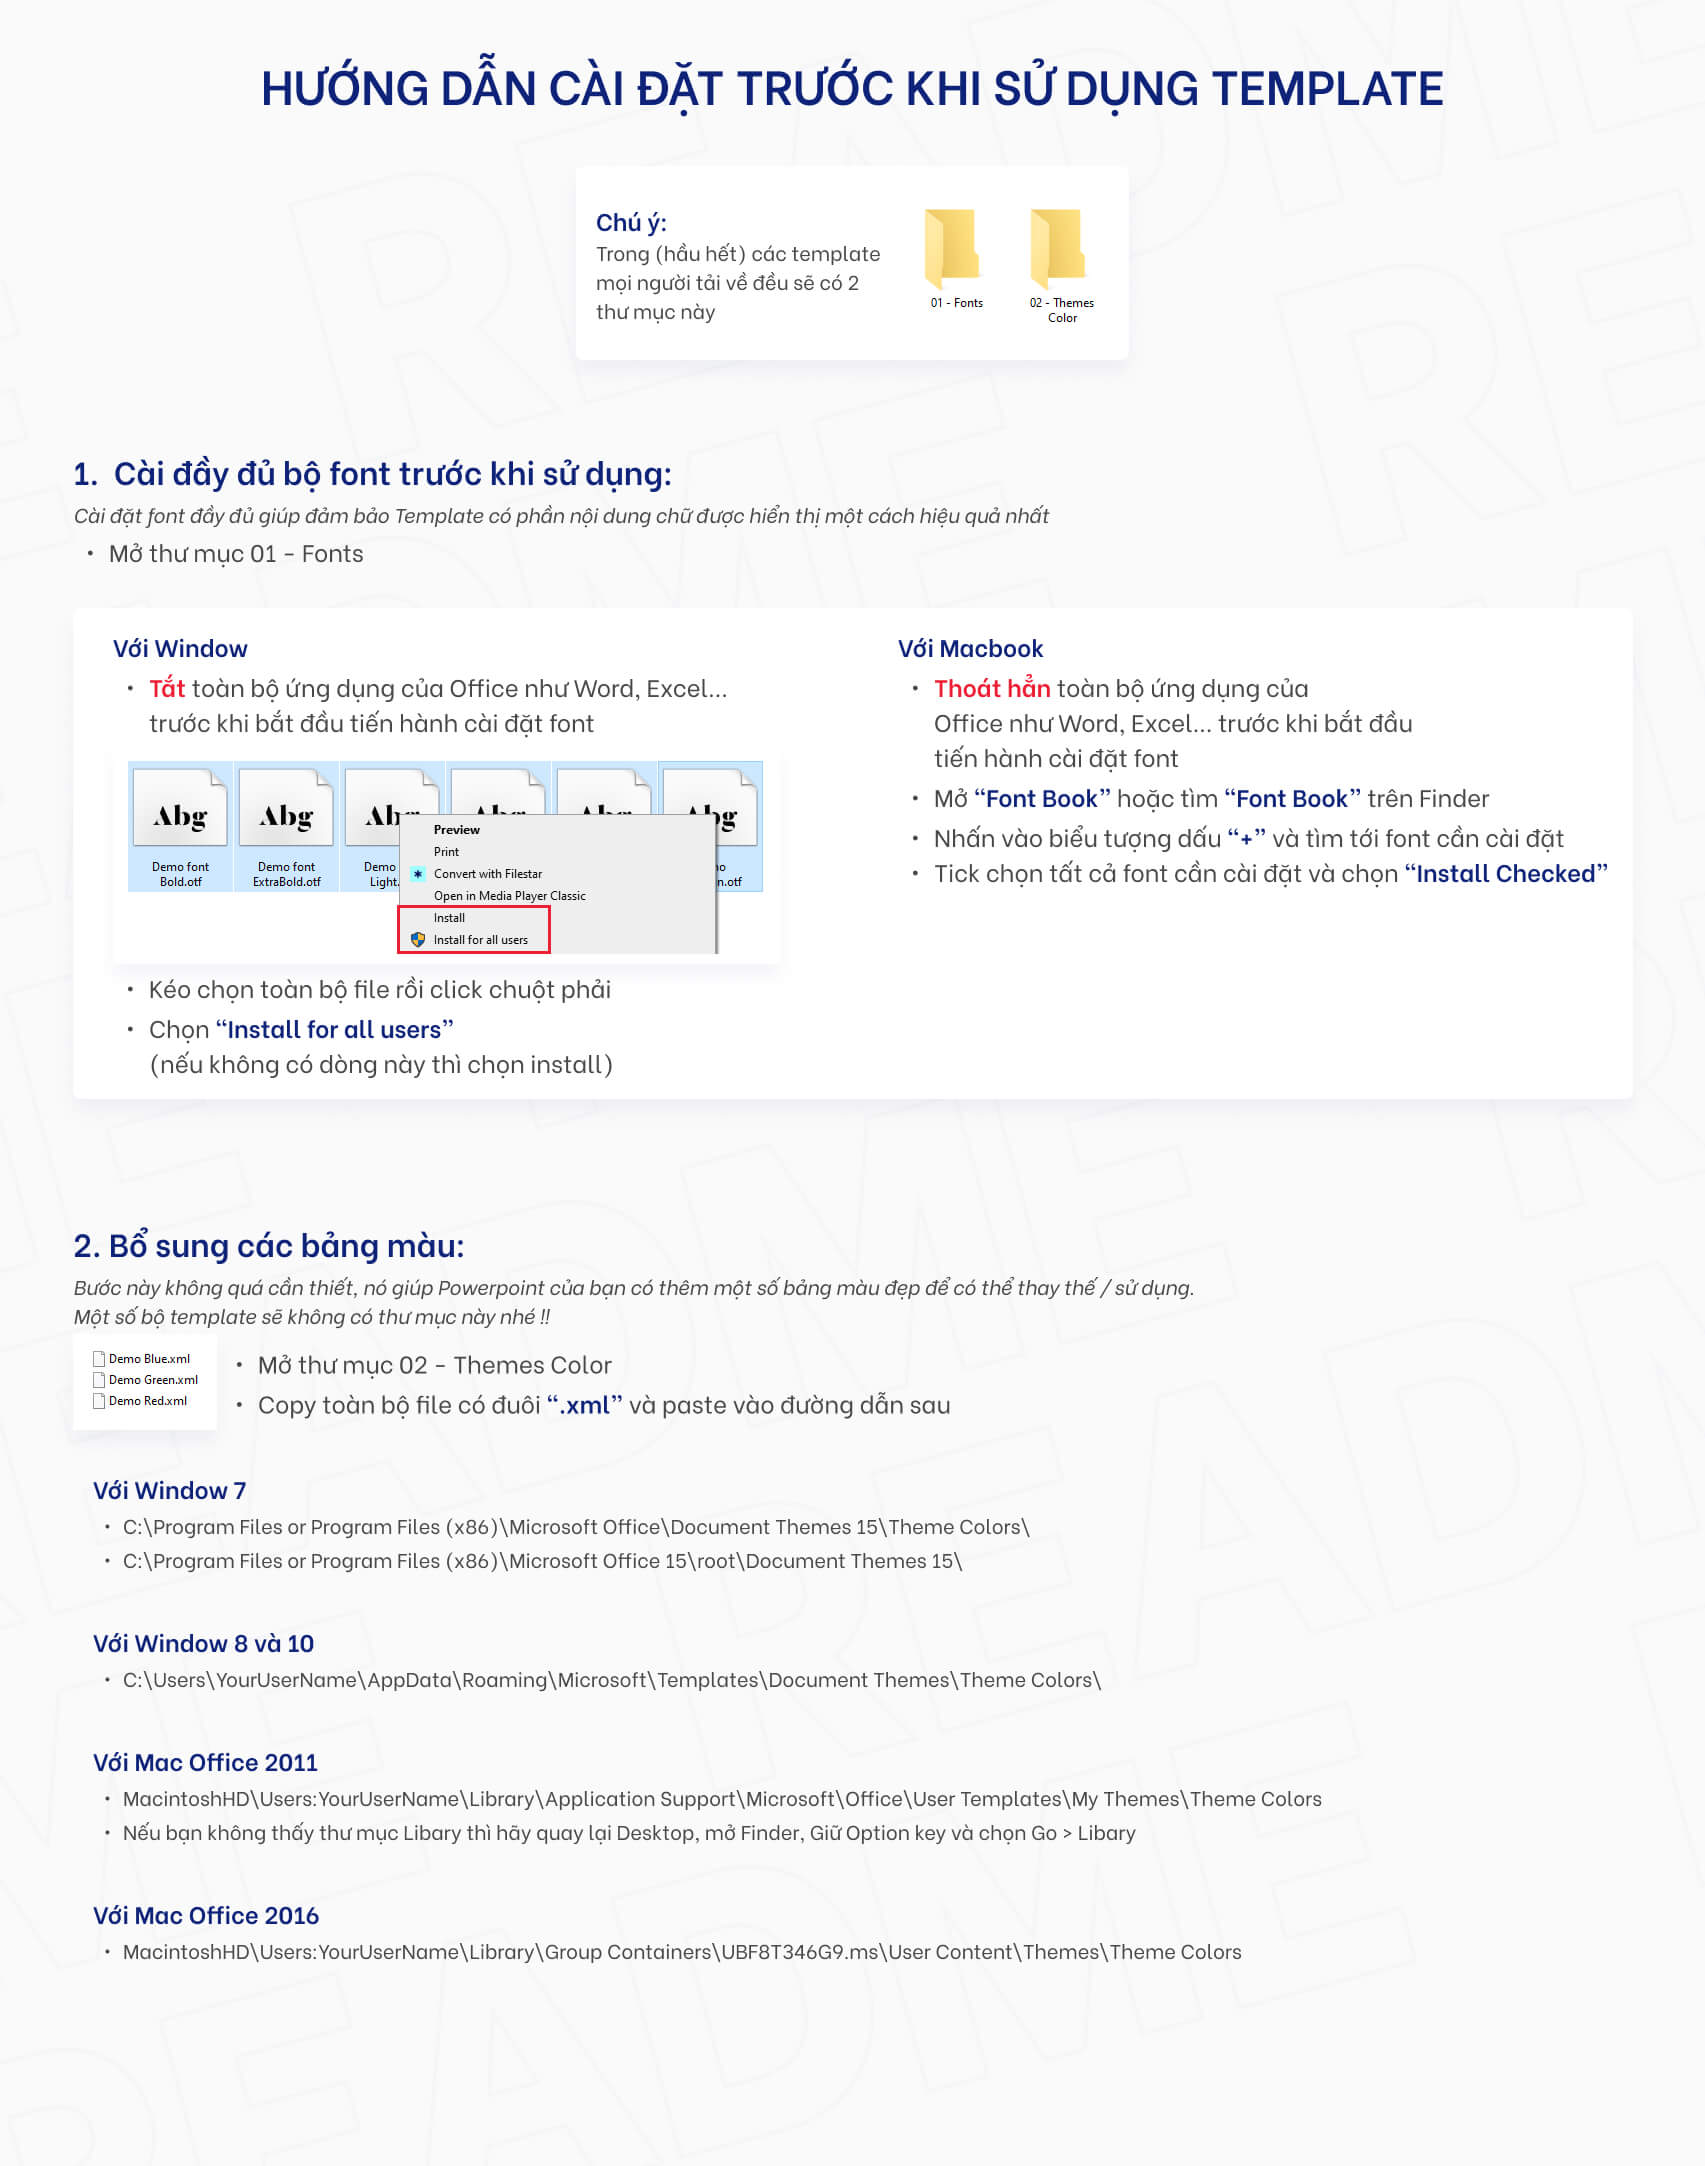 HƯỚNG DẪN CÀI ĐẶT TRƯỚC KHI SỬ DỤNG TEMPLATE
Chú ý:
Trong (hầu hết) các template
mọi người tải về đều sẽ có 2
thư mục này
01 - Fonts
02 - Themes
Color
1. Cài đầy đủ bộ font trước khi sử dụng:
Cài đặt font đầy đủ giúp đảm bảo Template có phần nội dung chữ được hiển thị một cách hiệu quả nhất
• Mở thư mục 01 - Fonts
Với Window
• Tắt toàn bộ ứng dụng của Office như Word, Excel...
trước khi bắt đầu tiến hành cài đặt font
Abg Abg
Demo font
Bold.otf
Demo font
ExtraBold.otf
Demo
Light.
Preview
Print
Convert with Filestar
Open in Media Player Classic
Install
Install for all users
• Kéo chọn toàn bộ file rồi click chuột phải
• Chọn “Install for all users”
(nếu không có dòng này thì chọn install)
Với Macbook
• Thoát hẳn toàn bộ ứng dụng của
Office như Word, Excel... trước khi bắt đầu
tiến hành cài đặt font
• Mở “Font Book” hoặc tìm “Font Book” trên Finder
• Nhấn vào biểu tượng dấu “+” và tìm tới font cần cài đặt
• Tick chọn tất cả font cần cài đặt và chọn “Install Checked”
2. Bổ sung các bảng màu:
Bước này không quá cần thiết, nó giúp Powerpoint của bạn có thêm một số bảng màu đẹp để có thể thay thế / sử dụng.
Một số bộ template sẽ không có thư mục này nhé !!
Demo Blue.xml
Demo Green.xml
Demo Red.xml
• Mở thư mục 02 - Themes Color
• Copy toàn bộ file có đuôi “.xml” và paste vào đường dẫn sau
Với Window 7
• C:\Program Files or Program Files (x86)\Microsoft Office\Document Themes 15\Theme Colors\
• C:\Program Files or Program Files (x86)\Microsoft Office 15\root\Document Themes 15\
Với Window 8 và 10
• C:\Users\YourUserName\AppData\Roaming\Microsoft\Templates\Document Themes\Theme Colors\
Với Mac Office 2011
• MacintoshHD\Users:YourUserName\Library\Application Support\Microsoft\Office\User Templates\My Themes\Theme Colors
• Nếu bạn không thấy thư mục Libary thì hãy quay lại Desktop, mở Finder, Giữ Option key và chọn Go > Libary
Với Mac Office 2016
• MacintoshHD\Users:YourUserName\Library\Group Containers\UBF8T346G9.ms\User Content\Themes\Theme Colors